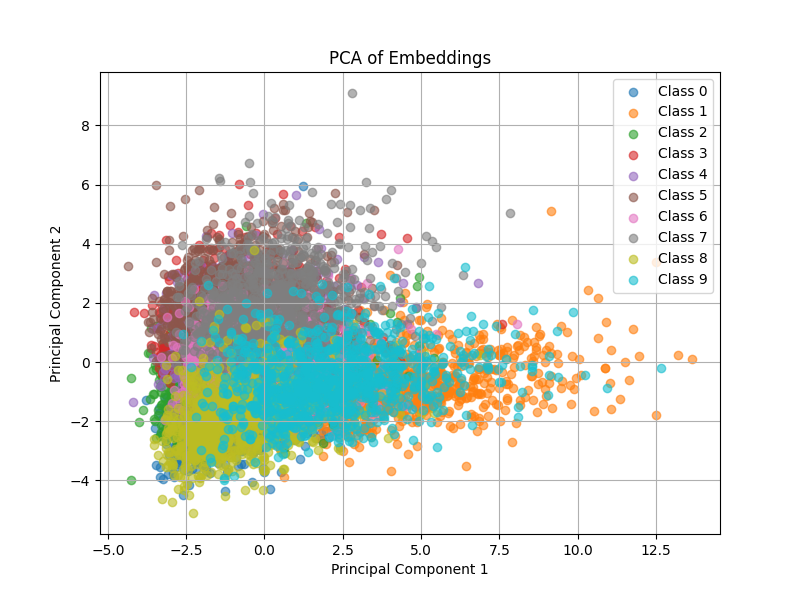 PCA of Embeddings
Class 0
Class 1
Class 2
Class 3
Class 4
Class 5
Class 6
Class 7
Class 8
Class 9
8
6
4
2
0
−2
−4
Principal Component 2
−5.0 −2.5 0.0 2.5 5.0 7.5 10.0 12.5
Principal Component 1